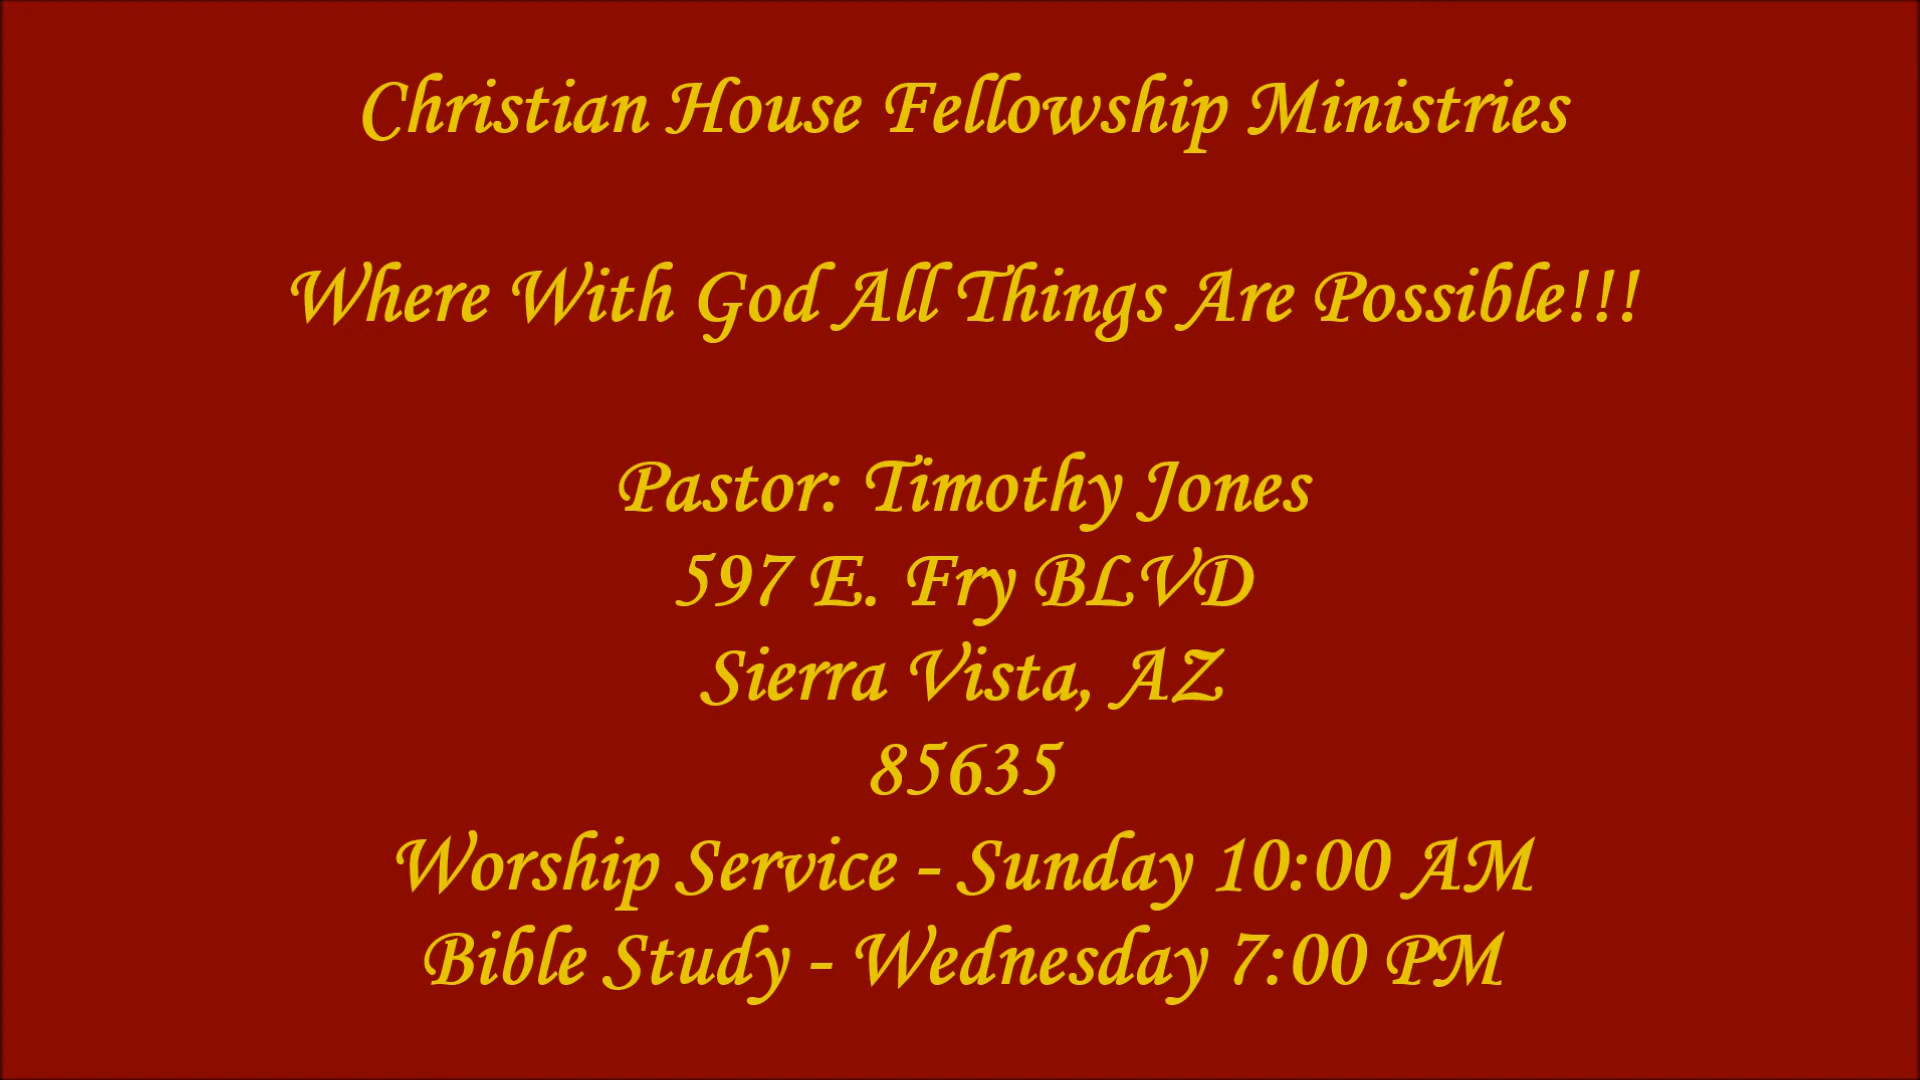 Christian House Fellowship Ministries
Where With God All Things Are Possible!!!
Pastor: Timothy Jones
597 E. Fry BLVD
Sierra Vista, AZ
85635
Worship Service - Sunday 10:00 AM
Bible Study - Wednesday 7:00 PM